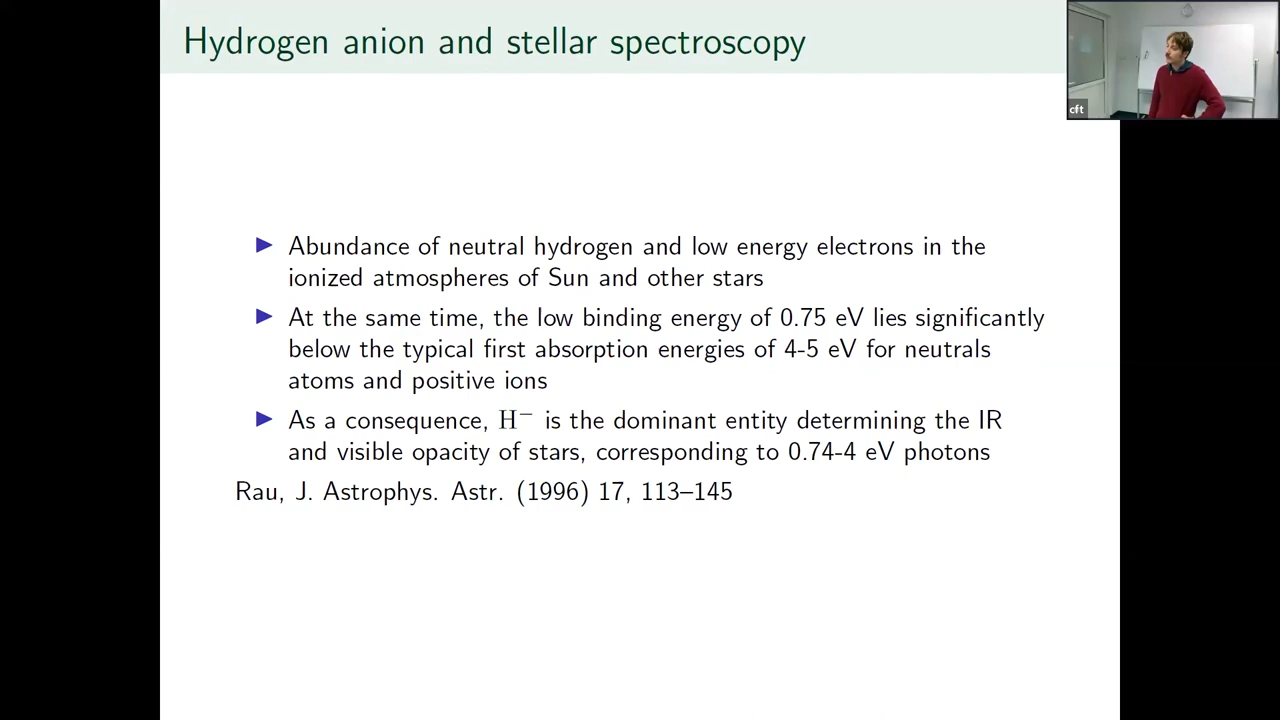 Hydrogen anion and stellar spectroscopy
cft
▶ Abundance of neutral hydrogen and low energy electrons in the
ionized atmospheres of Sun and other stars
▶ At the same time, the low binding energy of 0.75 eV lies significantly
below the typical first absorption energies of 4-5 eV for neutrals
atoms and positive ions
▶ As a consequence, H⁻ is the dominant entity determining the IR
and visible opacity of stars, corresponding to 0.74-4 eV photons
Rau, J. Astrophys. Astr. (1996) 17, 113–145